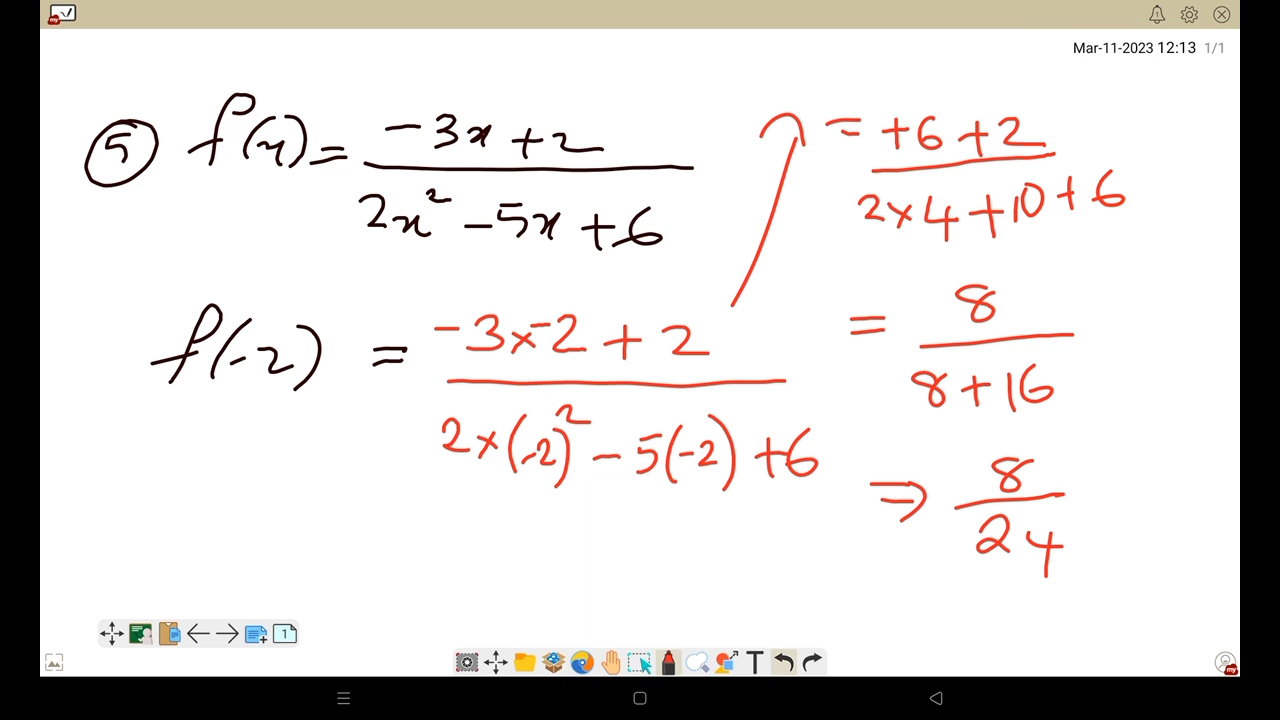 Mar-11-2023 12:13 1/1
⑤ f(x) = -3x + 2
2x² - 5x + 6
f(-2) = -3×-2 + 2
2×(-2)² - 5(-2) + 6
= +6 + 2
2×4 + 10 + 6
= 8
8 + 16
⇒ 8
24
1
T